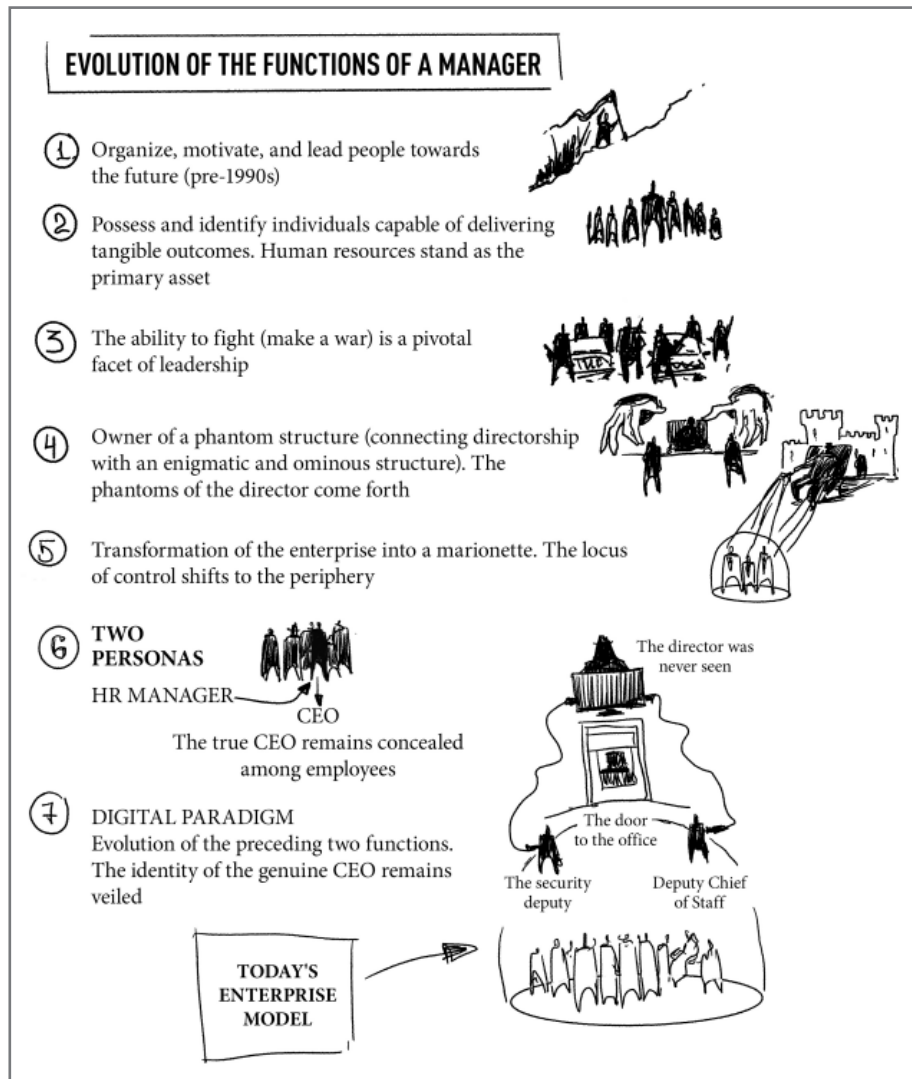 EVOLUTION OF THE FUNCTIONS OF A MANAGER
1 Organize, motivate, and lead people towards
the future (pre-1990s)
2 Possess and identify individuals capable of delivering
tangible outcomes. Human resources stand as the
primary asset
3 The ability to fight (make a war) is a pivotal
facet of leadership
4 Owner of a phantom structure (connecting directorship
with an enigmatic and ominous structure). The
phantoms of the director come forth
5 Transformation of the enterprise into a marionette. The locus
of control shifts to the periphery
6 TWO
PERSONAS
HR MANAGER
CEO
The true CEO remains concealed
among employees
The director was
never seen
7 DIGITAL PARADIGM
Evolution of the preceding two functions.
The identity of the genuine CEO remains
veiled
The door
to the office
The security
deputy
Deputy Chief
of Staff
TODAY'S
ENTERPRISE
MODEL